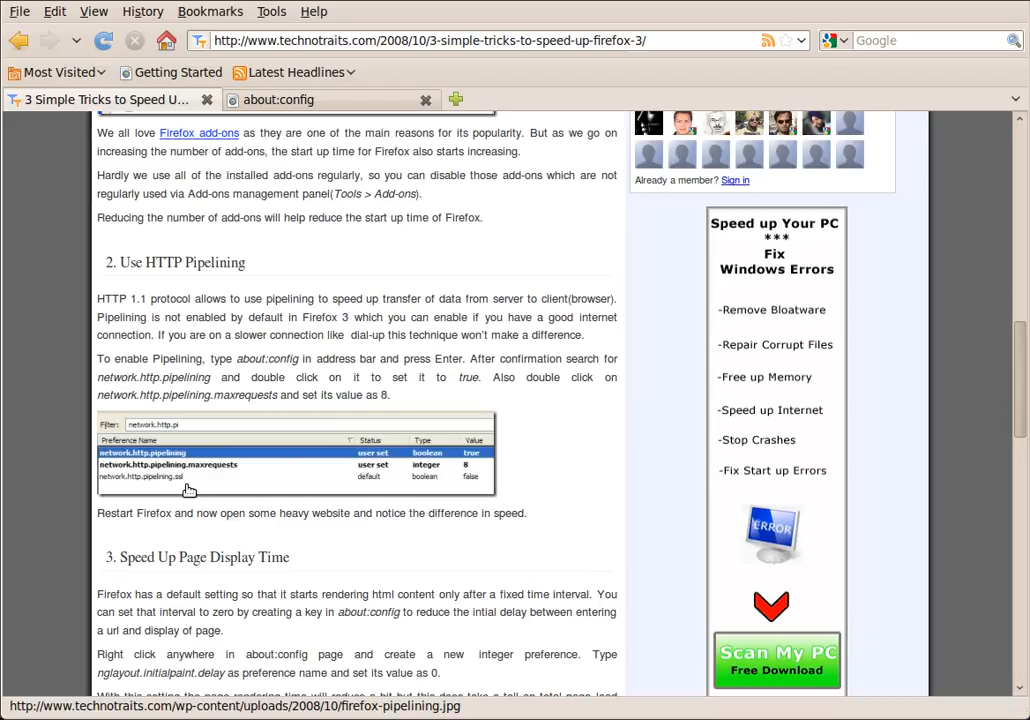 File Edit View History Bookmarks Tools Help
http://www.technotraits.com/2008/10/3-simple-tricks-to-speed-up-firefox-3/
Google
Most Visited Getting Started Latest Headlines
3 Simple Tricks to Speed U... about:config
We all love Firefox add-ons as they are one of the main reasons for its popularity. But as we go on
increasing the number of add-ons, the start up time for Firefox also starts increasing.
Hardly we use all of the installed add-ons regularly, so you can disable those add-ons which are not
regularly used via Add-ons management panel(Tools > Add-ons).
Reducing the number of add-ons will help reduce the start up time of Firefox.
2. Use HTTP Pipelining
HTTP 1.1 protocol allows to use pipelining to speed up transfer of data from server to client(browser).
Pipelining is not enabled by default in Firefox 3 which you can enable if you have a good internet
connection. If you are on a slower connection like dial-up this technique won't make a difference.
To enable Pipelining, type about:config in address bar and press Enter. After confirmation search for
network.http.pipelining and double click on it to set it to true. Also double click on
network.http.pipelining.maxrequests and set its value as 8.
Filter: network.http.pi
Preference Name Status Type Value
network.http.pipelining user set boolean true
network.http.pipelining.maxrequests user set integer 8
network.http.pipelining.ssl default boolean false
Restart Firefox and now open some heavy website and notice the difference in speed.
3. Speed Up Page Display Time
Firefox has a default setting so that it starts rendering html content only after a fixed time interval. You
can set that interval to zero by creating a key in about:config to reduce the intial delay between entering
a url and display of page.
Right click anywhere in about:config page and create a new integer preference. Type
nglayout.initialpaint.delay as preference name and set its value as 0.
With this setting the page rendering time will reduce a bit but this does take a toll on total page load
Already a member? Sign in
Speed up Your PC
***
Fix
Windows Errors
-Remove Bloatware
-Repair Corrupt Files
-Free up Memory
-Speed up Internet
-Stop Crashes
-Fix Start up Errors
ERROR
Scan My PC
Free Download
http://www.technotraits.com/wp-content/uploads/2008/10/firefox-pipelining.jpg